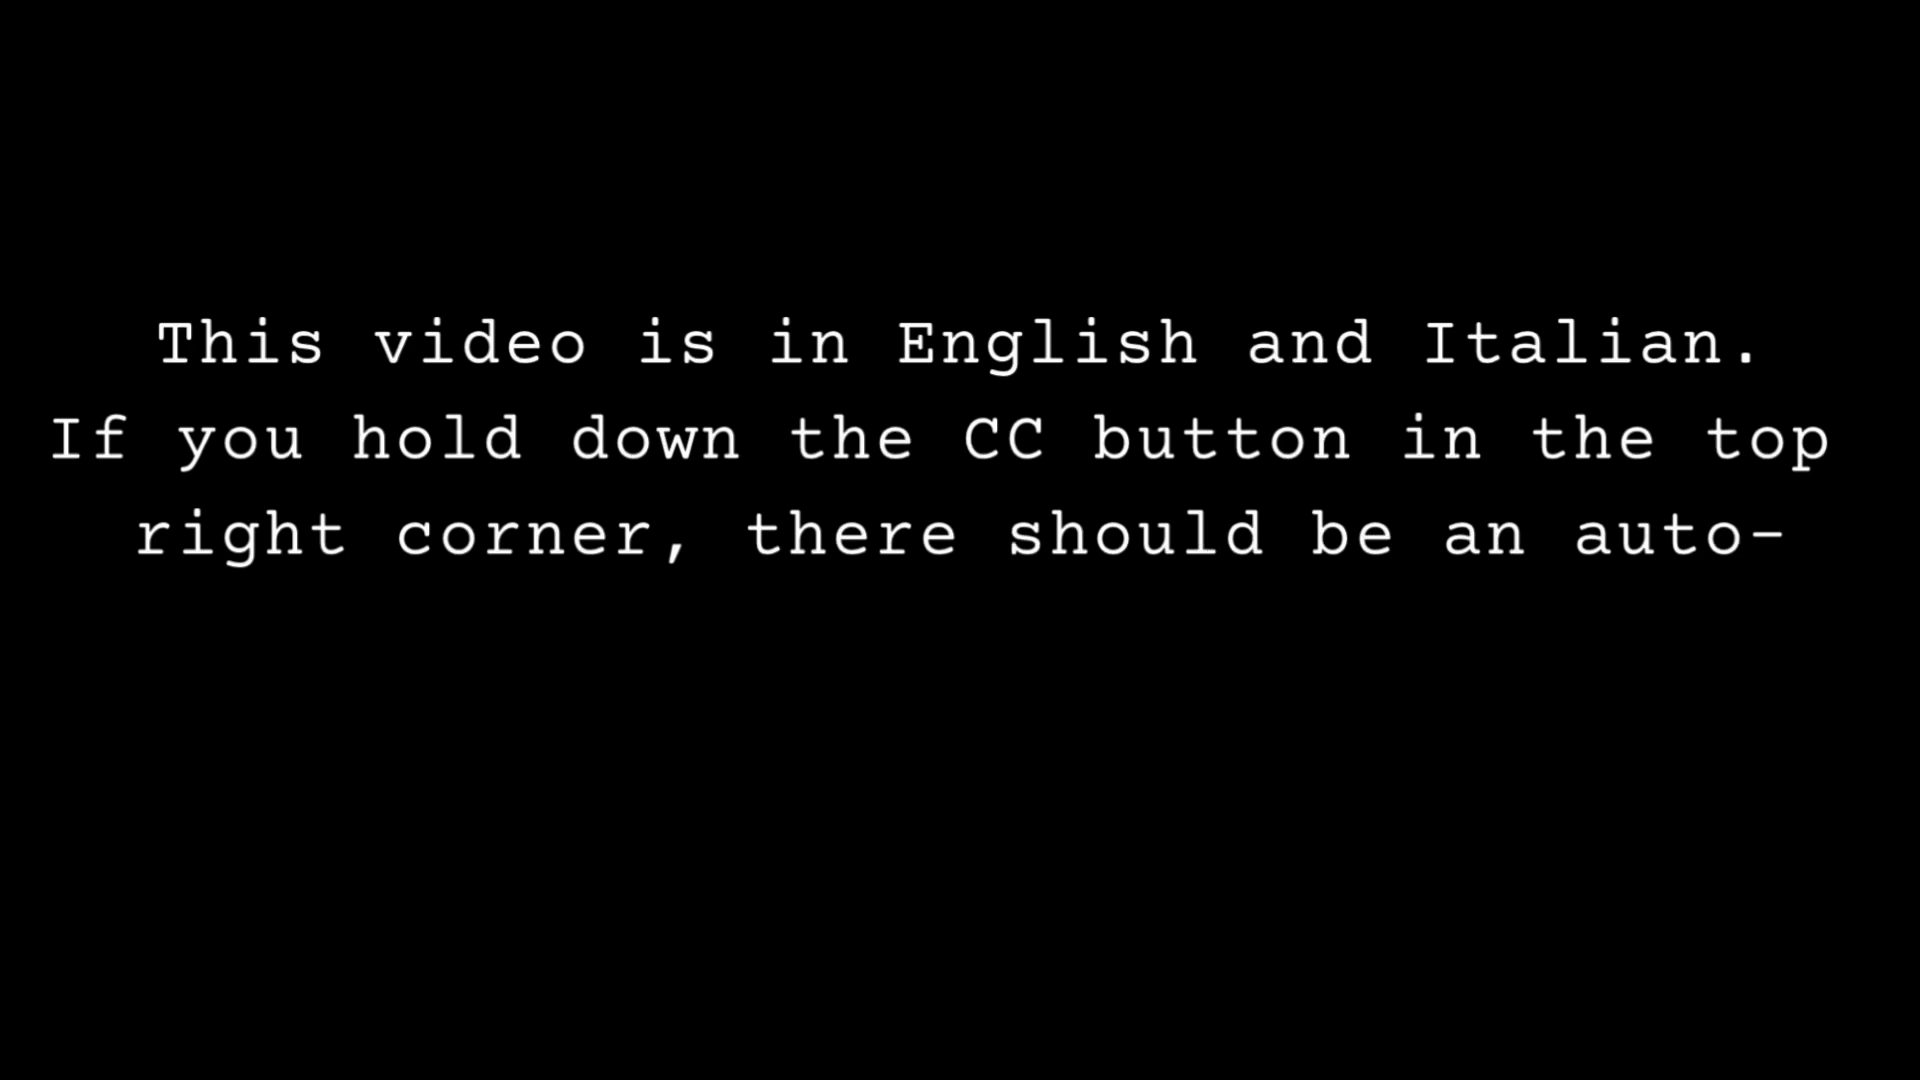 This video is in English and Italian.
If you hold down the CC button in the top
right corner, there should be an auto-